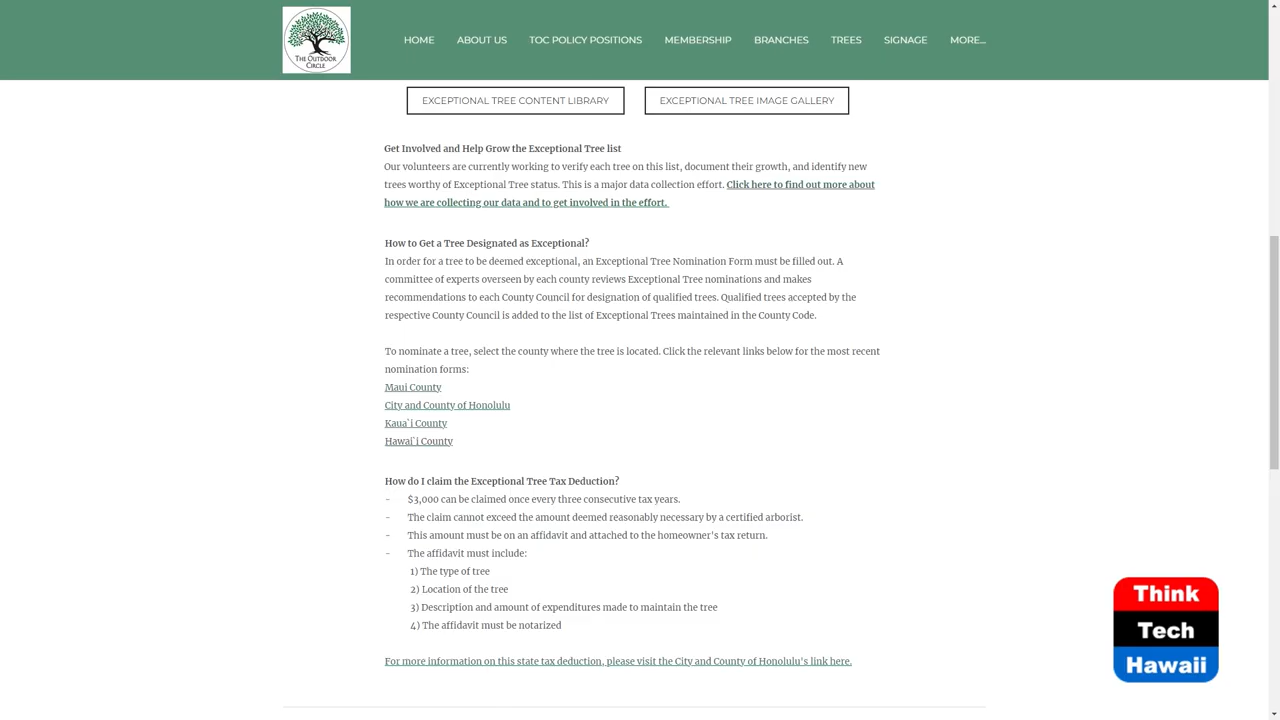 THE OUTDOOR
CIRCLE
HOME ABOUT US TOC POLICY POSITIONS MEMBERSHIP BRANCHES TREES SIGNAGE MORE...
EXCEPTIONAL TREE CONTENT LIBRARY EXCEPTIONAL TREE IMAGE GALLERY
Get Involved and Help Grow the Exceptional Tree list
Our volunteers are currently working to verify each tree on this list, document their growth, and identify new
trees worthy of Exceptional Tree status. This is a major data collection effort. Click here to find out more about
how we are collecting our data and to get involved in the effort.
How to Get a Tree Designated as Exceptional?
In order for a tree to be deemed exceptional, an Exceptional Tree Nomination Form must be filled out. A
committee of experts overseen by each county reviews Exceptional Tree nominations and makes
recommendations to each County Council for designation of qualified trees. Qualified trees accepted by the
respective County Council is added to the list of Exceptional Trees maintained in the County Code.
To nominate a tree, select the county where the tree is located. Click the relevant links below for the most recent
nomination forms:
Maui County
City and County of Honolulu
Kaua`i County
Hawai`i County
How do I claim the Exceptional Tree Tax Deduction?
- $3,000 can be claimed once every three consecutive tax years.
- The claim cannot exceed the amount deemed reasonably necessary by a certified arborist.
- This amount must be on an affidavit and attached to the homeowner's tax return.
- The affidavit must include:
1) The type of tree
2) Location of the tree
3) Description and amount of expenditures made to maintain the tree
4) The affidavit must be notarized
For more information on this state tax deduction, please visit the City and County of Honolulu's link here.
Think
Tech
Hawaii